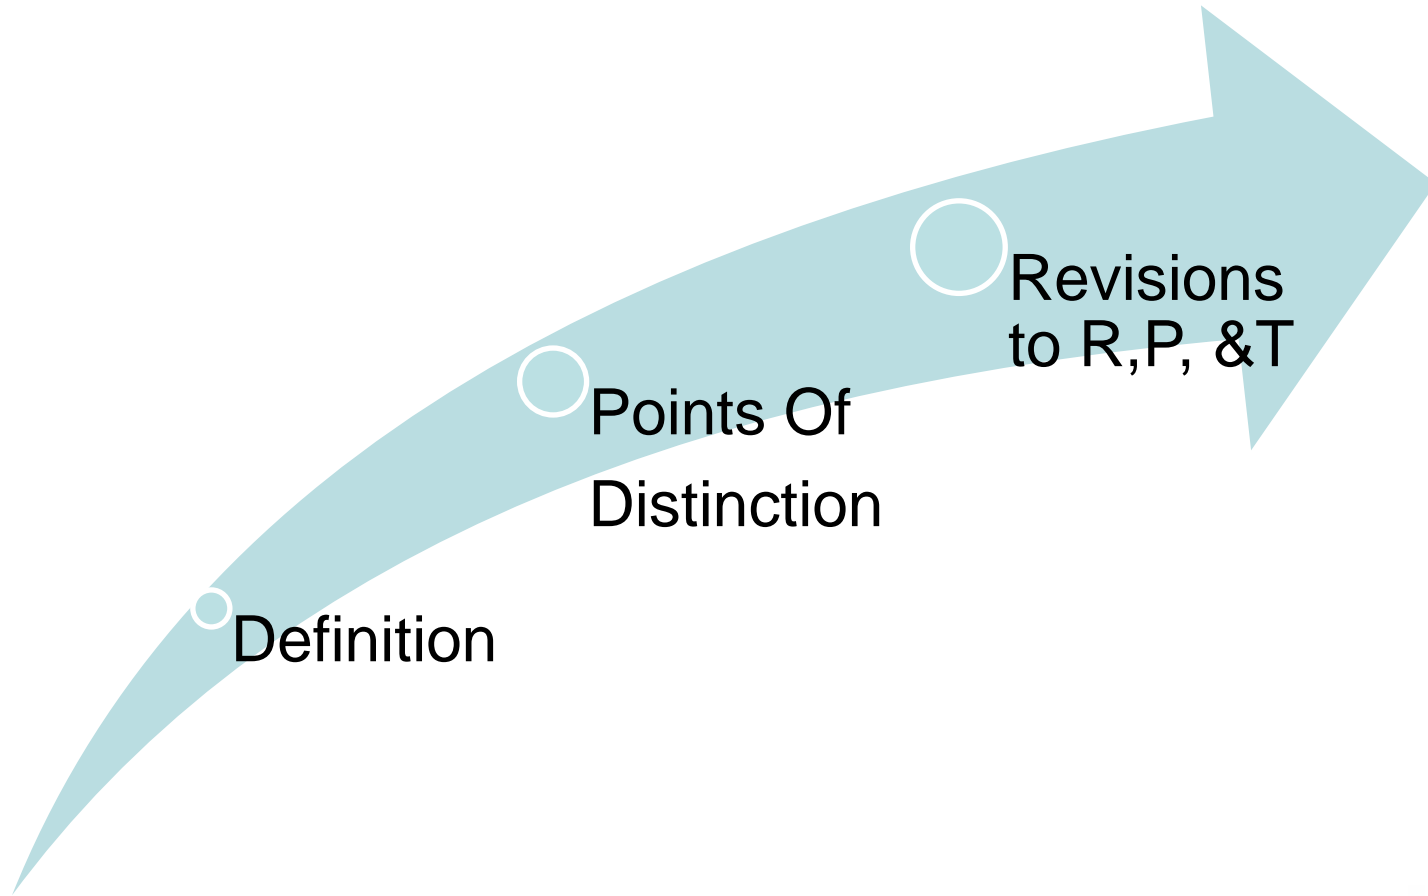 Revisions
to R,P, &T
Points Of
Distinction
Definition